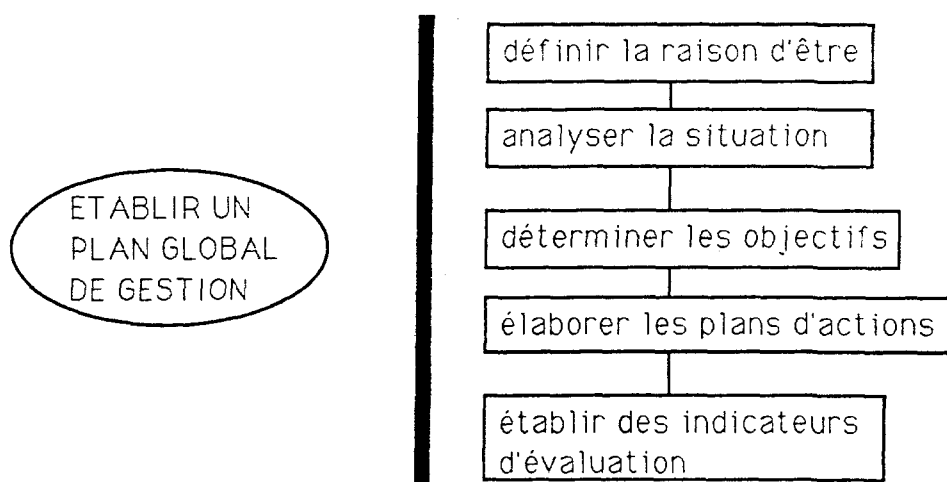 ETABLIR UN
PLAN GLOBAL
DE GESTION
définir la raison d'être
analyser la situation
déterminer les objectifs
élaborer les plans d'actions
établir des indicateurs
d'évaluation